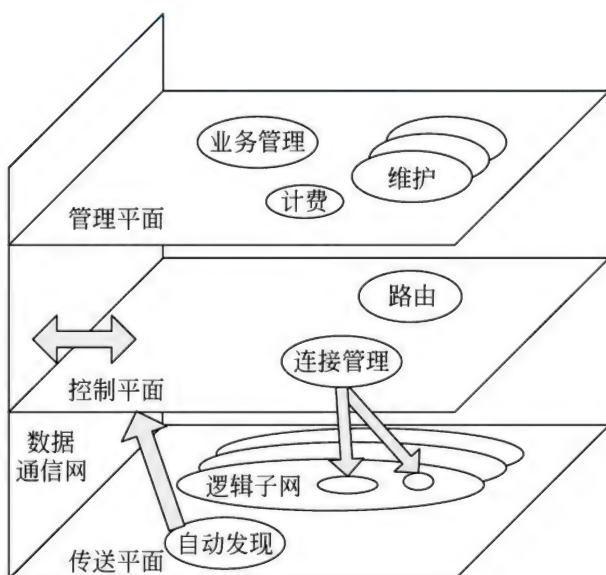 业务管理
维护
计费
管理平面
路由
连接管理
控制平面
数据
通信网
逻辑子网
自动发现
传送平面